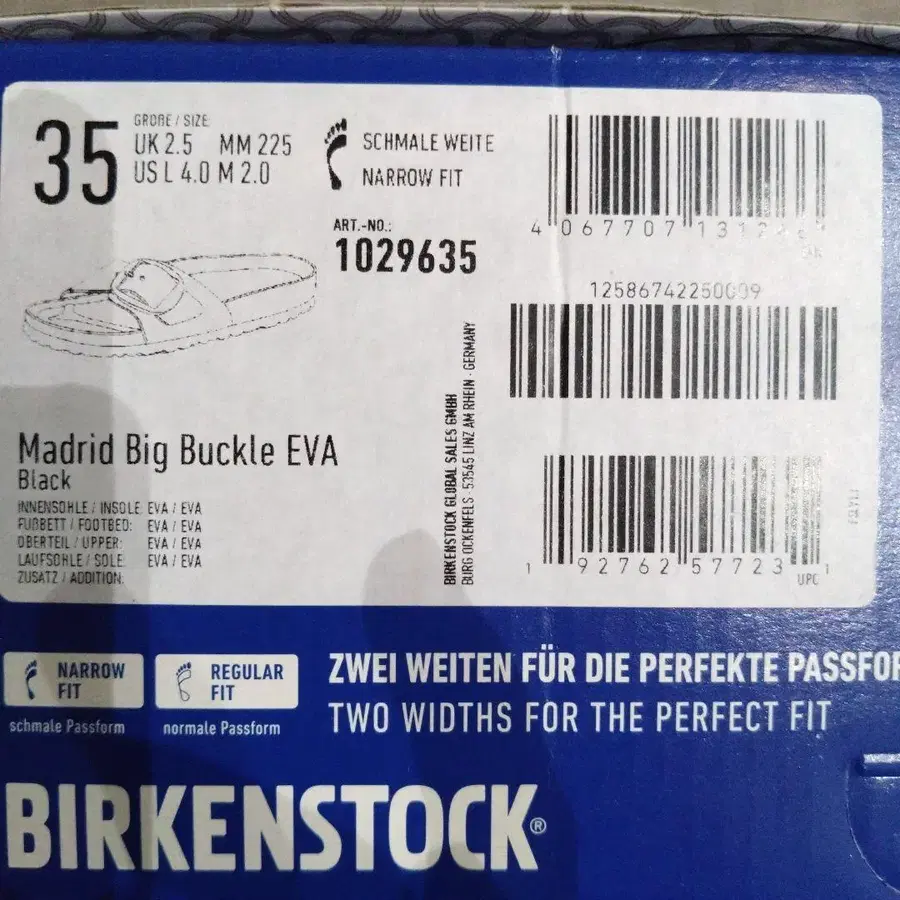 35
GRÖßE / SIZE
UK 2.5 MM 225
US L 4.0 M 2.0
SCHMALE WEITE
NARROW FIT
ART.-NO.:
1029635
12586742250009
Madrid Big Buckle EVA
Black
INNENSOHLE / INSOLE: EVA / EVA
FUßBETT / FOOTBED: EVA / EVA
OBERTEIL / UPPER: EVA / EVA
LAUFSOHLE / SOLE: EVA / EVA
ZUSATZ / ADDITION:
BIRKENSTOCK GLOBAL SALES GMBH
BURG OCKENFELS · 53545 LINZ AM RHEIN · GERMANY
1 92762 57723 1
UPC
NARROW FIT
schmale Passform
REGULAR FIT
normale Passform
ZWEI WEITEN FÜR DIE PERFEKTE PASSFOR
TWO WIDTHS FOR THE PERFECT FIT
BIRKENSTOCK®